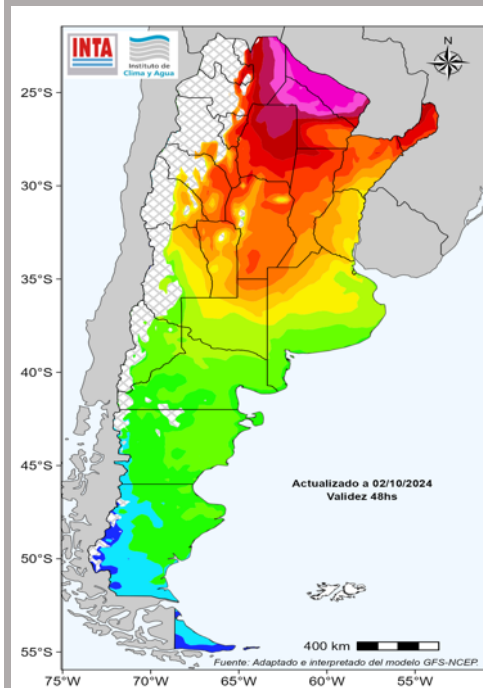 INTA
Instituto de
Clima y Agua
N
25°S
30°S
35°S
40°S
45°S
50°S
55°S
Actualizado a 02/10/2024
Validez 48hs
400 km
Fuente: Adaptado e interpretado del modelo GFS-NCEP.
75°W
70°W
65°W
60°W
55°W